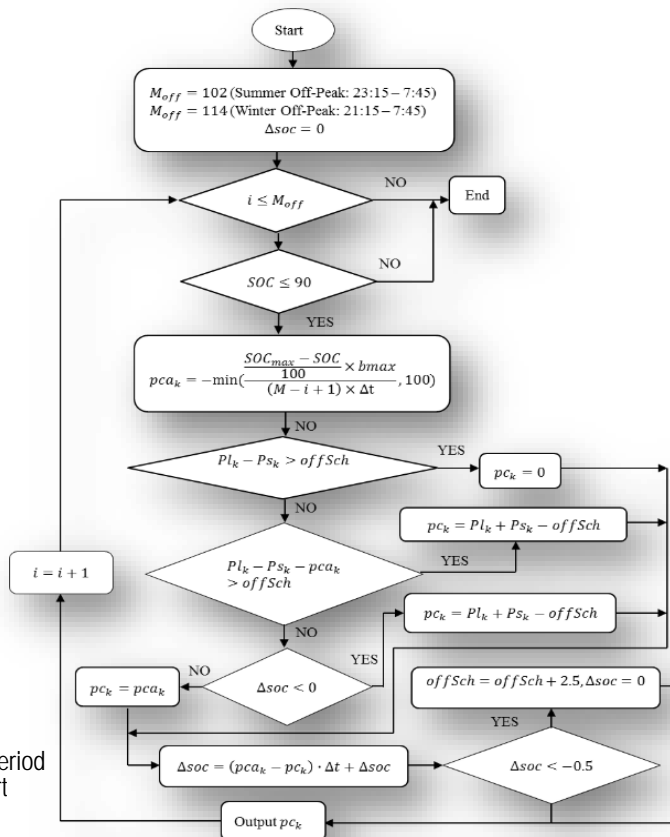 Start
M_off = 102 (Summer Off-Peak: 23:15 – 7:45)
M_off = 114 (Winter Off-Peak: 21:15 – 7:45)
Δsoc = 0
i ≤ M_off
NO
End
SOC ≤ 90
NO
YES
pca_k = −min( (SOC_max − SOC)/100 × bmax / (M − i + 1) × Δt , 100)
NO
Pl_k − Ps_k > offSch
YES
pc_k = 0
NO
pc_k = Pl_k + Ps_k − offSch
Pl_k − Ps_k − pca_k
> offSch
YES
i = i + 1
pc_k = Pl_k + Ps_k − offSch
NO
YES
NO
Δsoc < 0
pc_k = pca_k
offSch = offSch + 2.5, Δsoc = 0
YES
eriod
rt
Δsoc = (pca_k − pc_k) · Δt + Δsoc
Δsoc < −0.5
Output pc_k